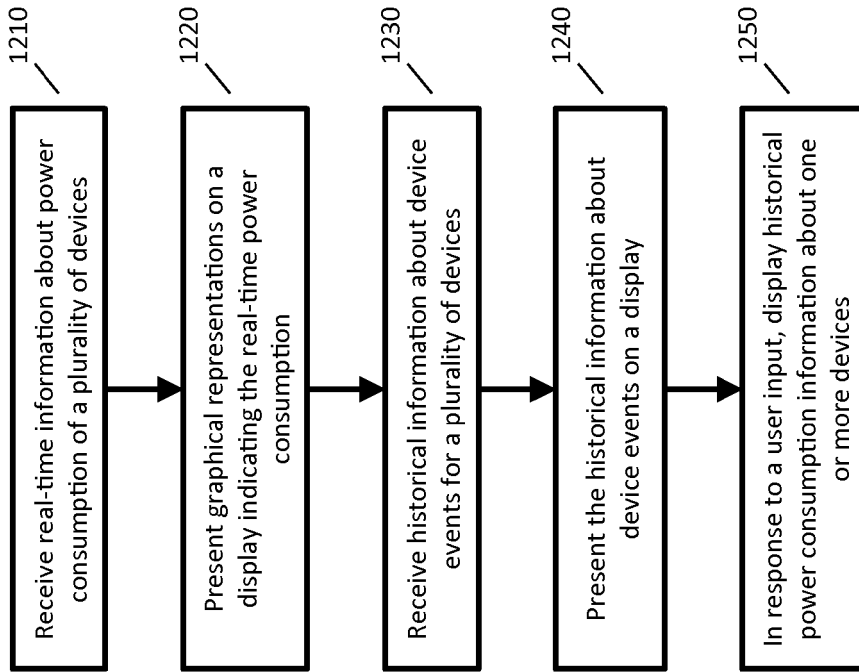 1210
Receive real-time information about power
consumption of a plurality of devices
1220
Present graphical representations on a
display indicating the real-time power
consumption
1230
Receive historical information about device
events for a plurality of devices
1240
Present the historical information about
device events on a display
1250
In response to a user input, display historical
power consumption information about one
or more devices